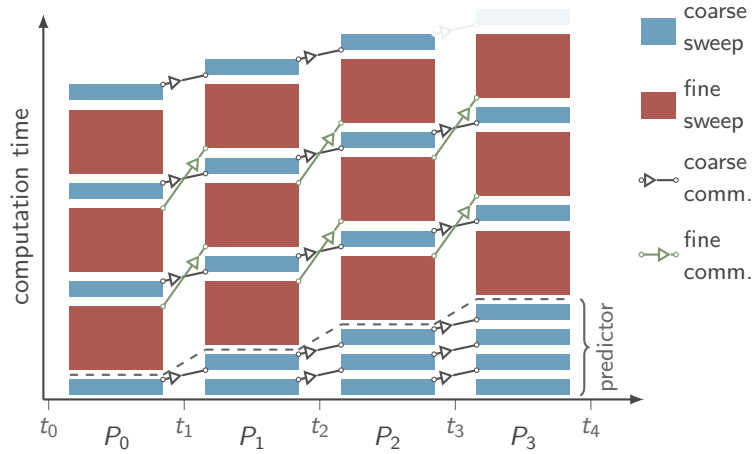 coarse
sweep
fine
sweep
coarse
comm.
fine
comm.
computation time
predictor
t0 P0 t1 P1 t2 P2 t3 P3 t4